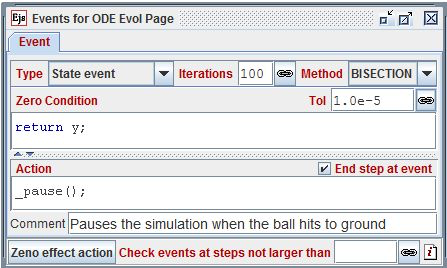 Ejs Events for ODE Evol Page
Event
Type State event Iterations 100 Method BISECTION
Zero Condition Tol 1.0e-5
return y;
Action End step at event
_pause();
Comment Pauses the simulation when the ball hits to ground
Zeno effect action Check events at steps not larger than